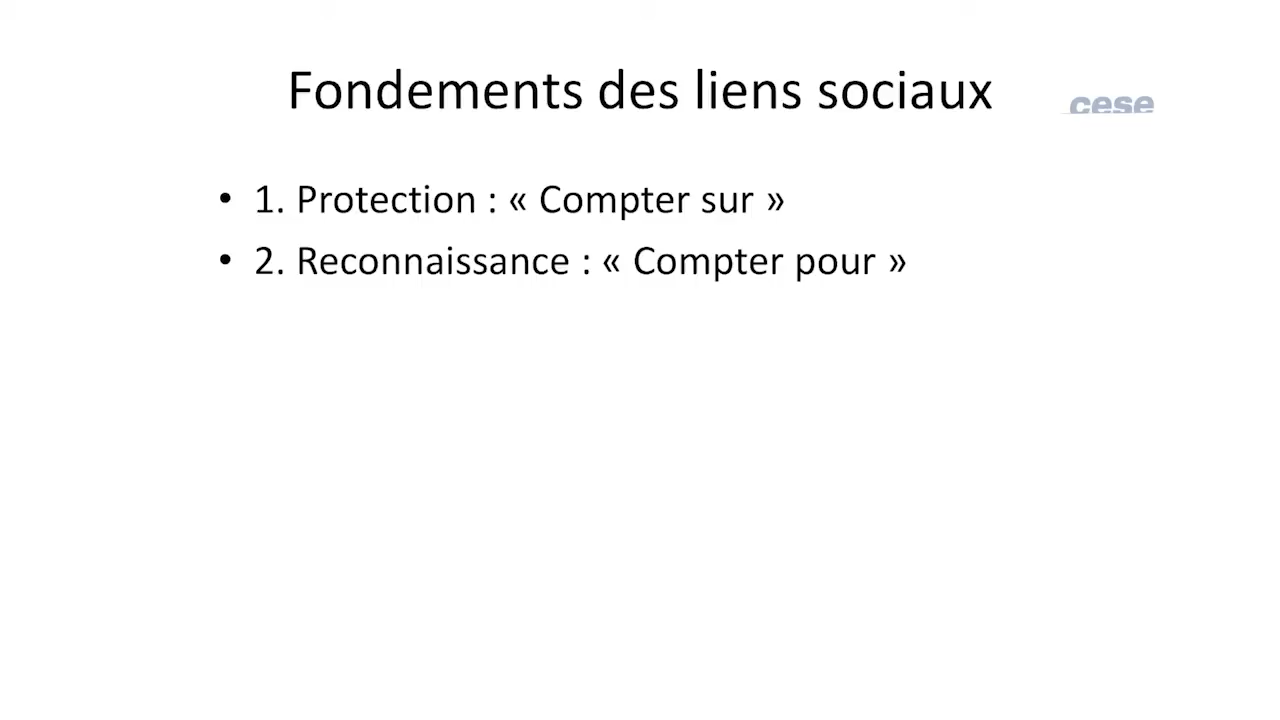 Fondements des liens sociaux
cese
• 1. Protection : « Compter sur »
• 2. Reconnaissance : « Compter pour »